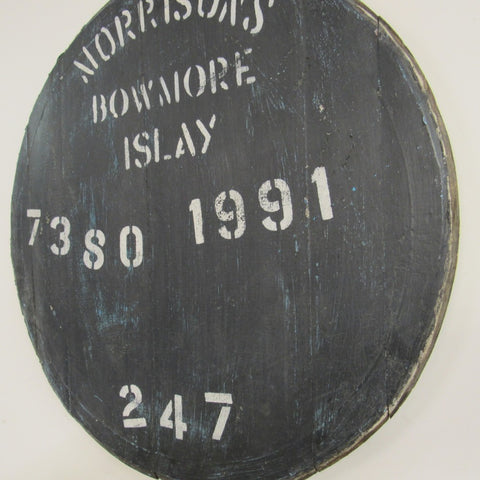 MORRISON'S
BOWMORE
ISLAY
7380 1991
247